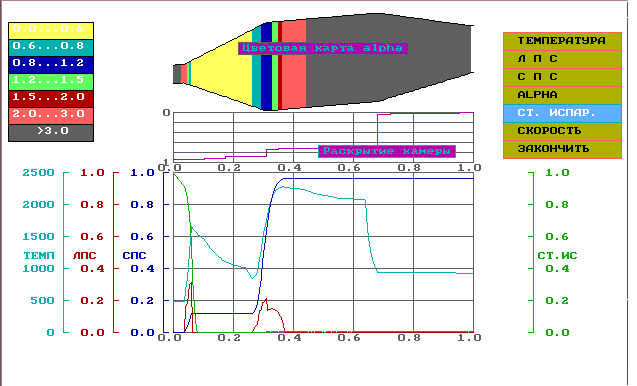 0.0...0.6
0.6...0.8
0.8...1.2
1.2...1.5
1.5...2.0
2.0...3.0
>3.0
Цветовая карта alpha
ТЕМПЕРАТУРА
Л П С
С П С
ALPHA
СТ. ИСПАР.
СКОРОСТЬ
ЗАКОНЧИТЬ
0
Раскрытие камеры
1
0.0 0.2 0.4 0.6 0.8 1.0
2500 1.0 1.0 1.0
2000 0.8 0.8 0.8
1500 0.6 0.6 0.6
ТЕМП ЛПС СПС СТ.ИС
1000 0.4 0.4 0.4
500 0.2 0.2 0.2
0 0.0 0.0 0.0
0.0 0.2 0.4 0.6 0.8 1.0